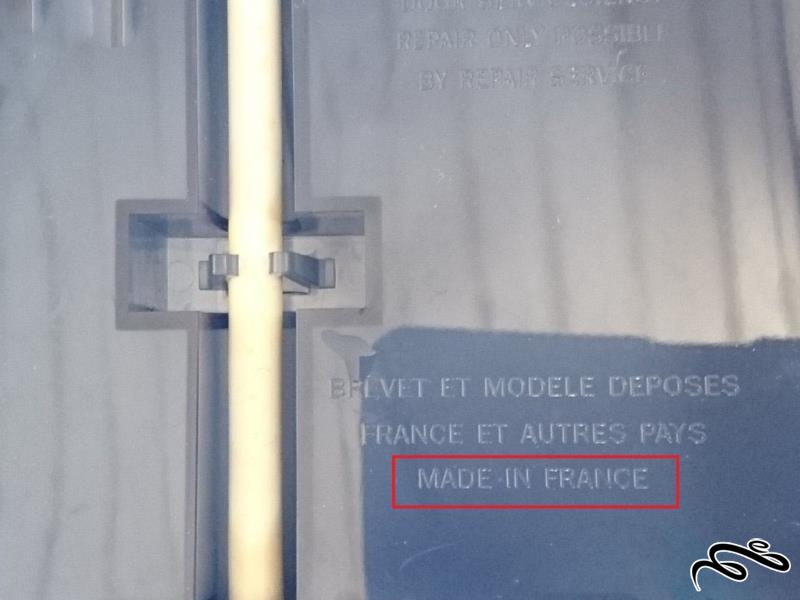 REPAIR ONLY POSSIBLE
BY REPAIR SERVICE
BREVET ET MODELE DEPOSES
FRANCE ET AUTRES PAYS
MADE IN FRANCE